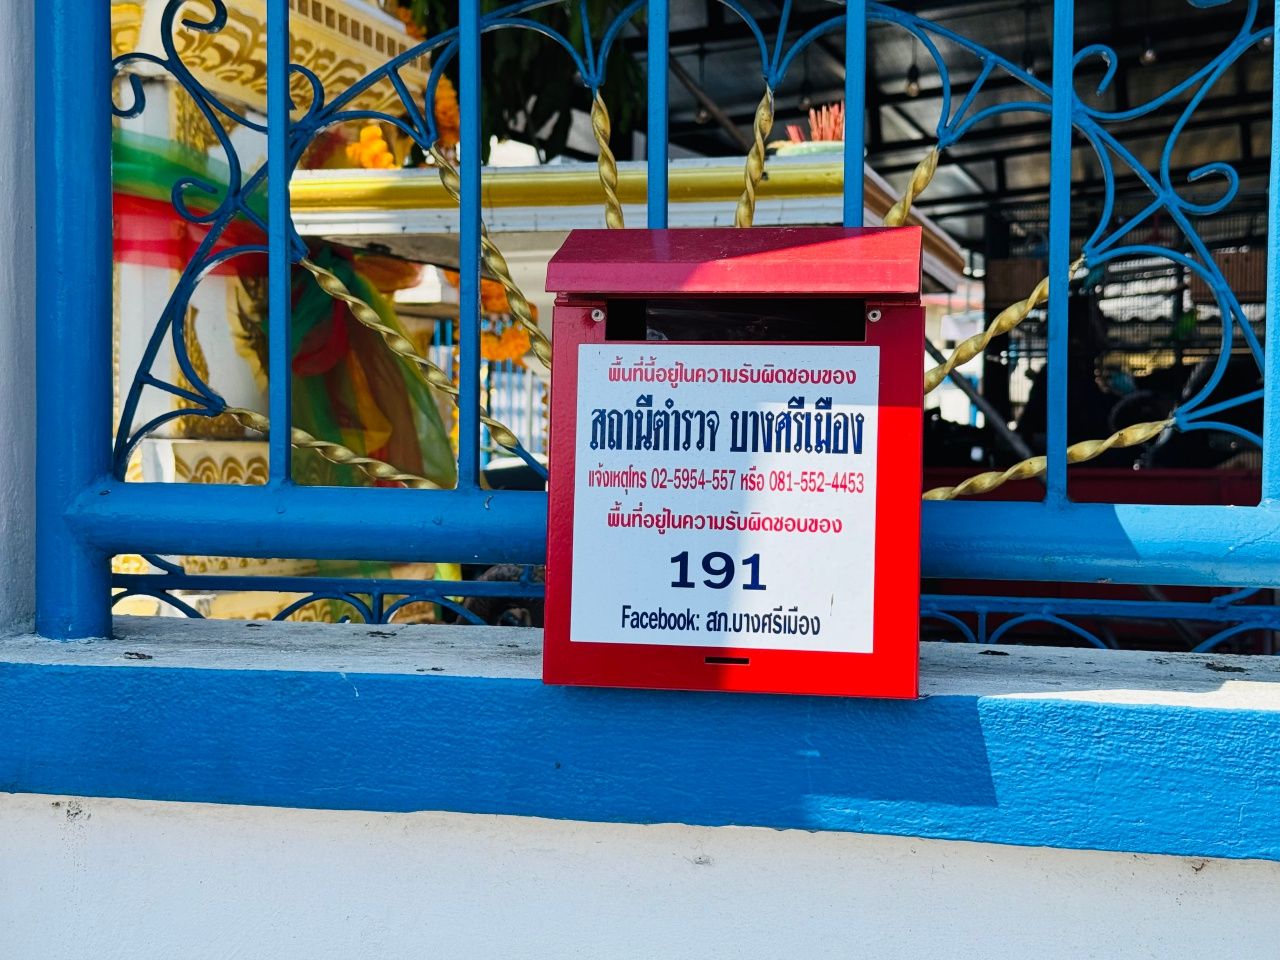 พื้นที่นี้อยู่ในความรับผิดชอบของ
สถานีตำรวจ บางศรีเมือง
แจ้งเหตุโทร 02-5954-557 หรือ 081-552-4453
พื้นที่อยู่ในความรับผิดชอบของ
191
Facebook: สภ.บางศรีเมือง